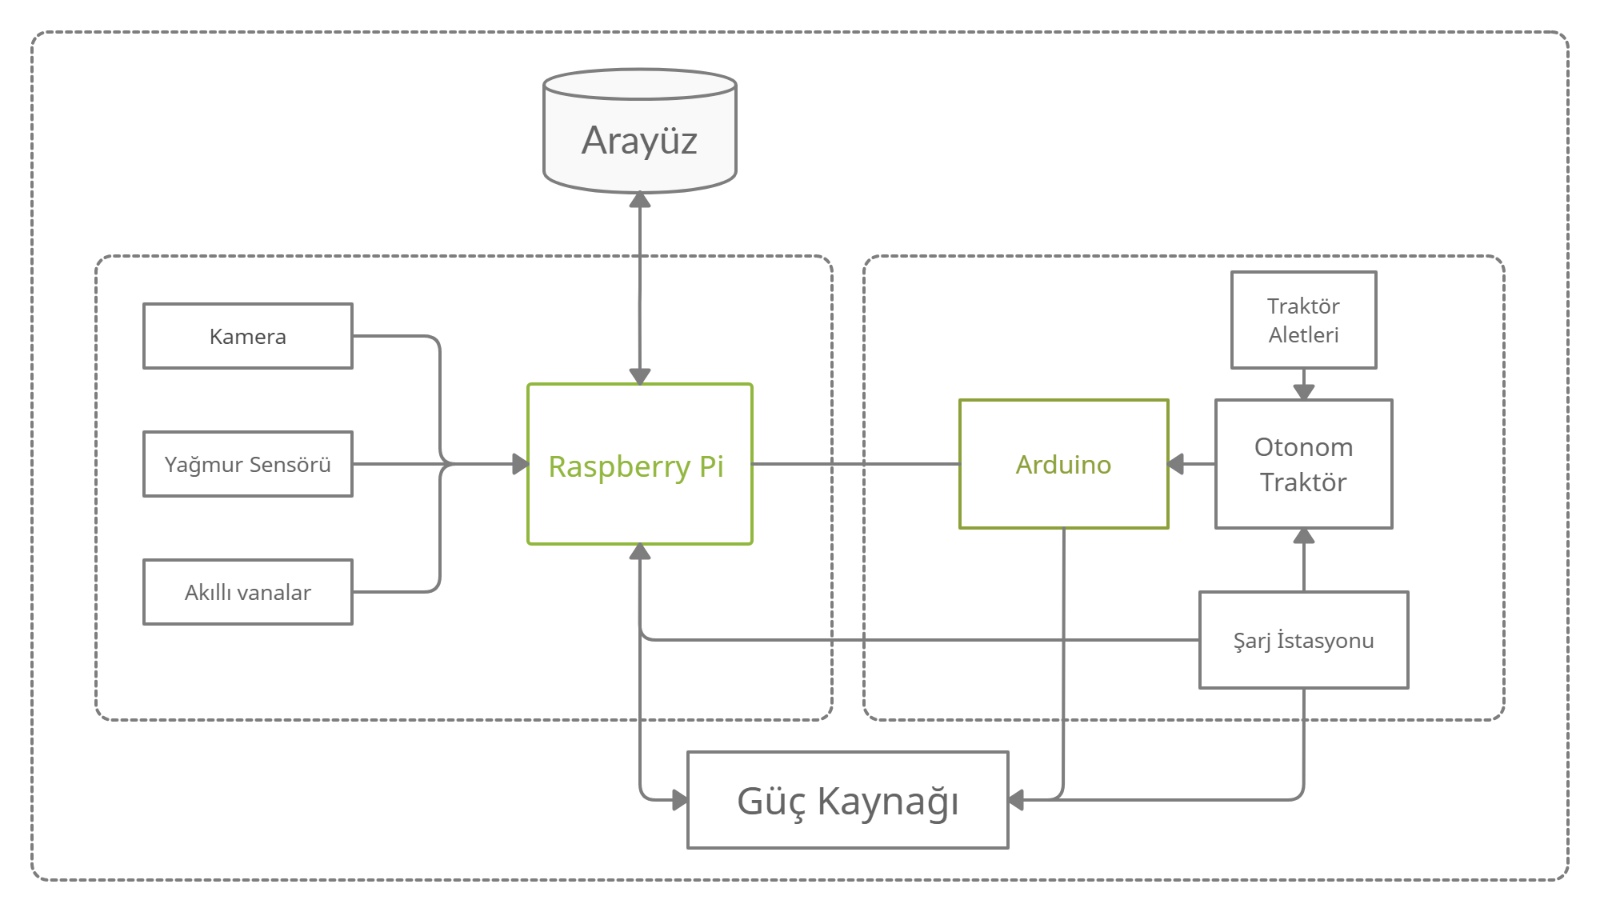 Arayüz
Kamera
Yağmur Sensörü
Akıllı vanalar
Raspberry Pi
Arduino
Traktör
Aletleri
Otonom
Traktör
Şarj İstasyonu
Güç Kaynağı